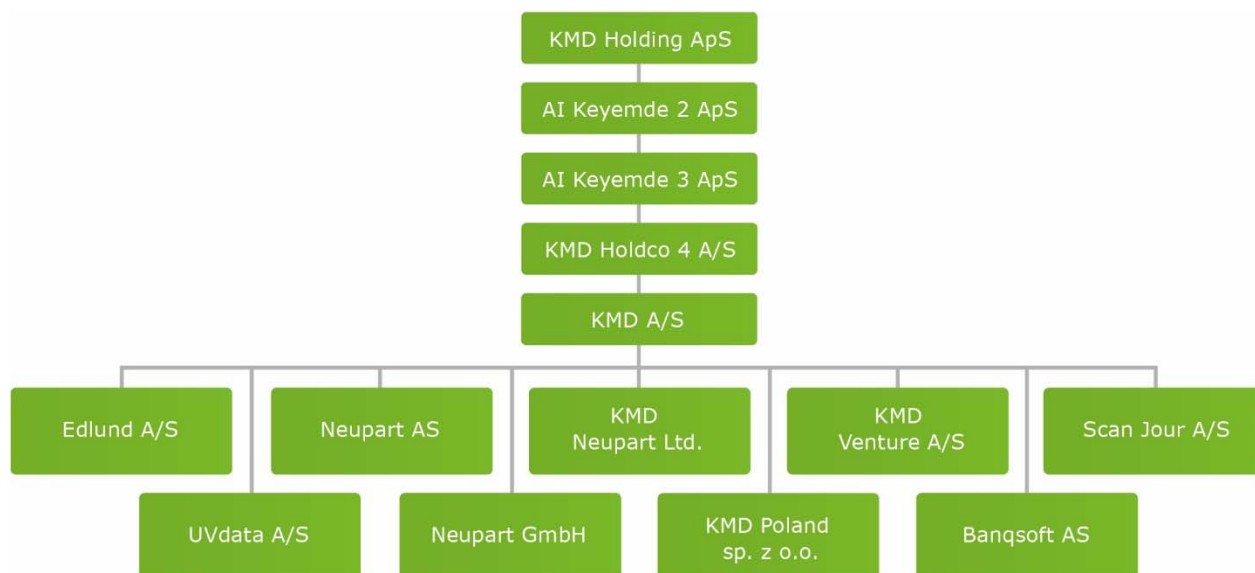 KMD Holding ApS
AI Keyemde 2 ApS
AI Keyemde 3 ApS
KMD Holdco 4 A/S
KMD A/S
Edlund A/S
Neupart AS
KMD
Neupart Ltd.
KMD
Venture A/S
Scan Jour A/S
UVdata A/S
Neupart GmbH
KMD Poland
sp. z o.o.
Banqsoft AS